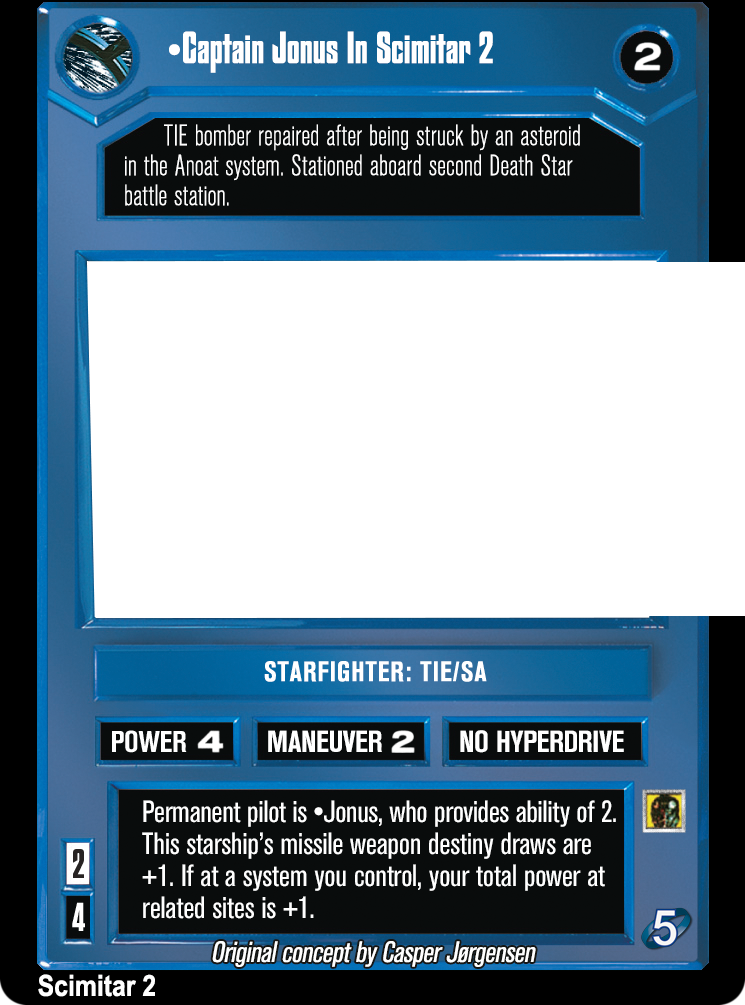 •Captain Jonus In Scimitar 2
2
TIE bomber repaired after being struck by an asteroid
in the Anoat system. Stationed aboard second Death Star
battle station.
STARFIGHTER: TIE/SA
POWER 4
MANEUVER 2
NO HYPERDRIVE
Permanent pilot is •Jonus, who provides ability of 2.
This starship's missile weapon destiny draws are
+1. If at a system you control, your total power at
related sites is +1.
2
4
5
Original concept by Casper Jørgensen
Scimitar 2